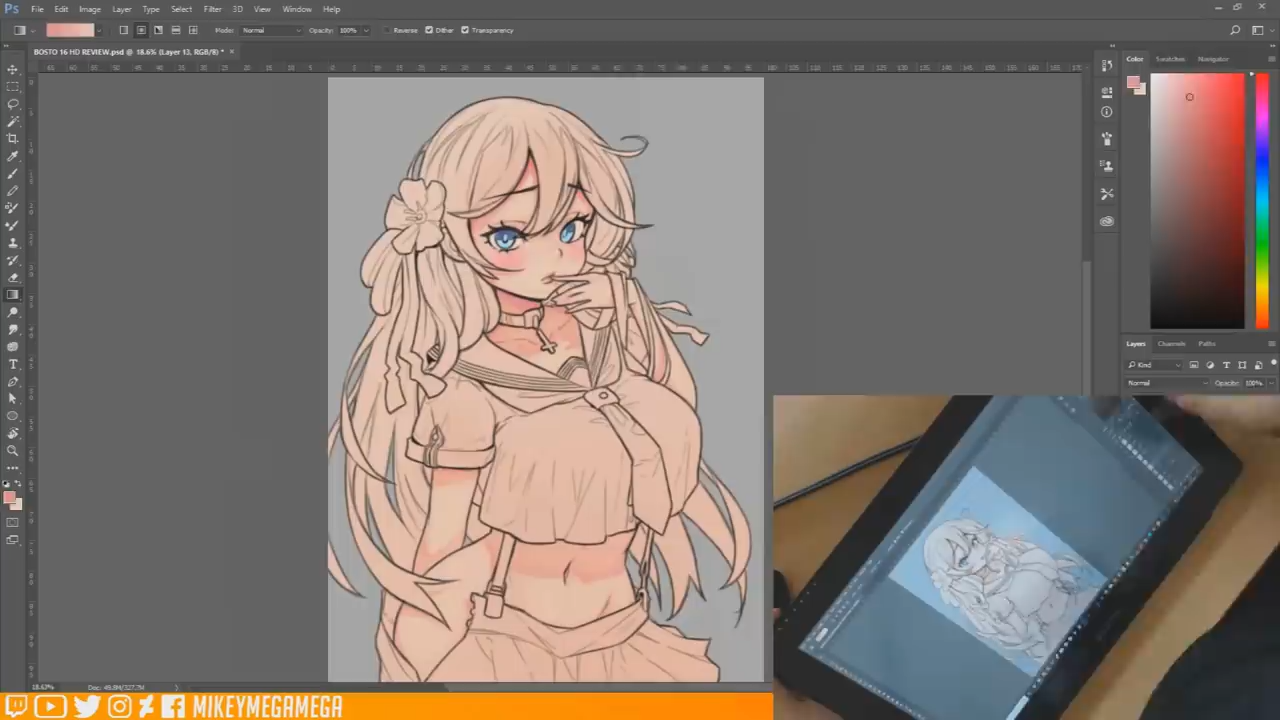 Ps File Edit Image Layer Type Select Filter 3D View Window Help
Mode: Normal Opacity: 100% Reverse Dither Transparency
BOSTO 16 HD REVIEW.psd @ 18.6% (Layer 13, RGB/8) * ×
Color Swatches Navigator
Layers Channels Paths
Kind
Normal Opacity: 100%
18.63% Doc: 49.8M/327.7M
MIKEYMEGAMEGA